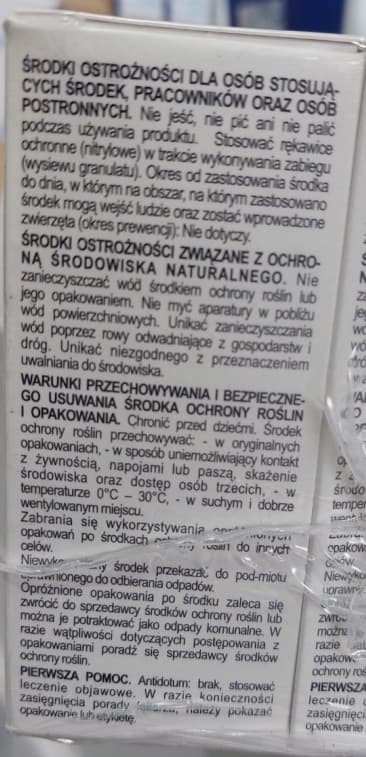 ŚRODKI OSTROŻNOŚCI DLA OSÓB STOSUJĄ-
CYCH ŚRODEK, PRACOWNIKÓW ORAZ OSÓB
POSTRONNYCH. Nie jeść, nie pić ani nie palić
podczas używania produktu. Stosować rękawice
ochronne (nitrylowe) w trakcie wykonywania zabiegu
(wysiewu granulatu). Okres od zastosowania środka
do dnia, w którym na obszar, na którym zastosowano
środek mogą wejść ludzie oraz zostać wprowadzone
zwierzęta (okres prewencji): Nie dotyczy.
ŚRODKI OSTROŻNOŚCI ZWIĄZANE Z OCHRO-
NĄ ŚRODOWISKA NATURALNEGO. Nie
zanieczyszczać wód środkiem ochrony roślin lub
jego opakowaniem. Nie myć aparatury w pobliżu
wód powierzchniowych. Unikać zanieczyszczania
wód poprzez rowy odwadniające z gospodarstw i
dróg. Unikać niezgodnego z przeznaczeniem
uwalniania do środowiska.
WARUNKI PRZECHOWYWANIA I BEZPIECZNE-
GO USUWANIA ŚRODKA OCHRONY ROŚLIN
I OPAKOWANIA. Chronić przed dziećmi. Środek
ochrony roślin przechowywać: - w oryginalnych
opakowaniach, - w sposób uniemożliwiający kontakt
z żywnością, napojami lub paszą, skażenie
środowiska oraz dostęp osób trzecich, - w
temperaturze 0°C – 30°C, - w suchym i dobrze
wentylowanym miejscu.
Zabrania się wykorzystywania
opakowań po środkach roślin do innych
celów.
środek przekazać do pod-miotu
uprawnionego do odbierania odpadów.
Opróżnione opakowania po środku zaleca się
zwrócić do sprzedawcy środków ochrony roślin lub
można je potraktować jako odpady komunalne. W
razie wątpliwości dotyczących postępowania z
opakowaniami poradź się sprzedawcy środków
ochrony roślin.
PIERWSZA POMOC. Antidotum: brak, stosować
leczenie objawowe. W razie konieczności
zasięgnięcia porady lekarza, należy pokazać
opakowanie lub etykietę.